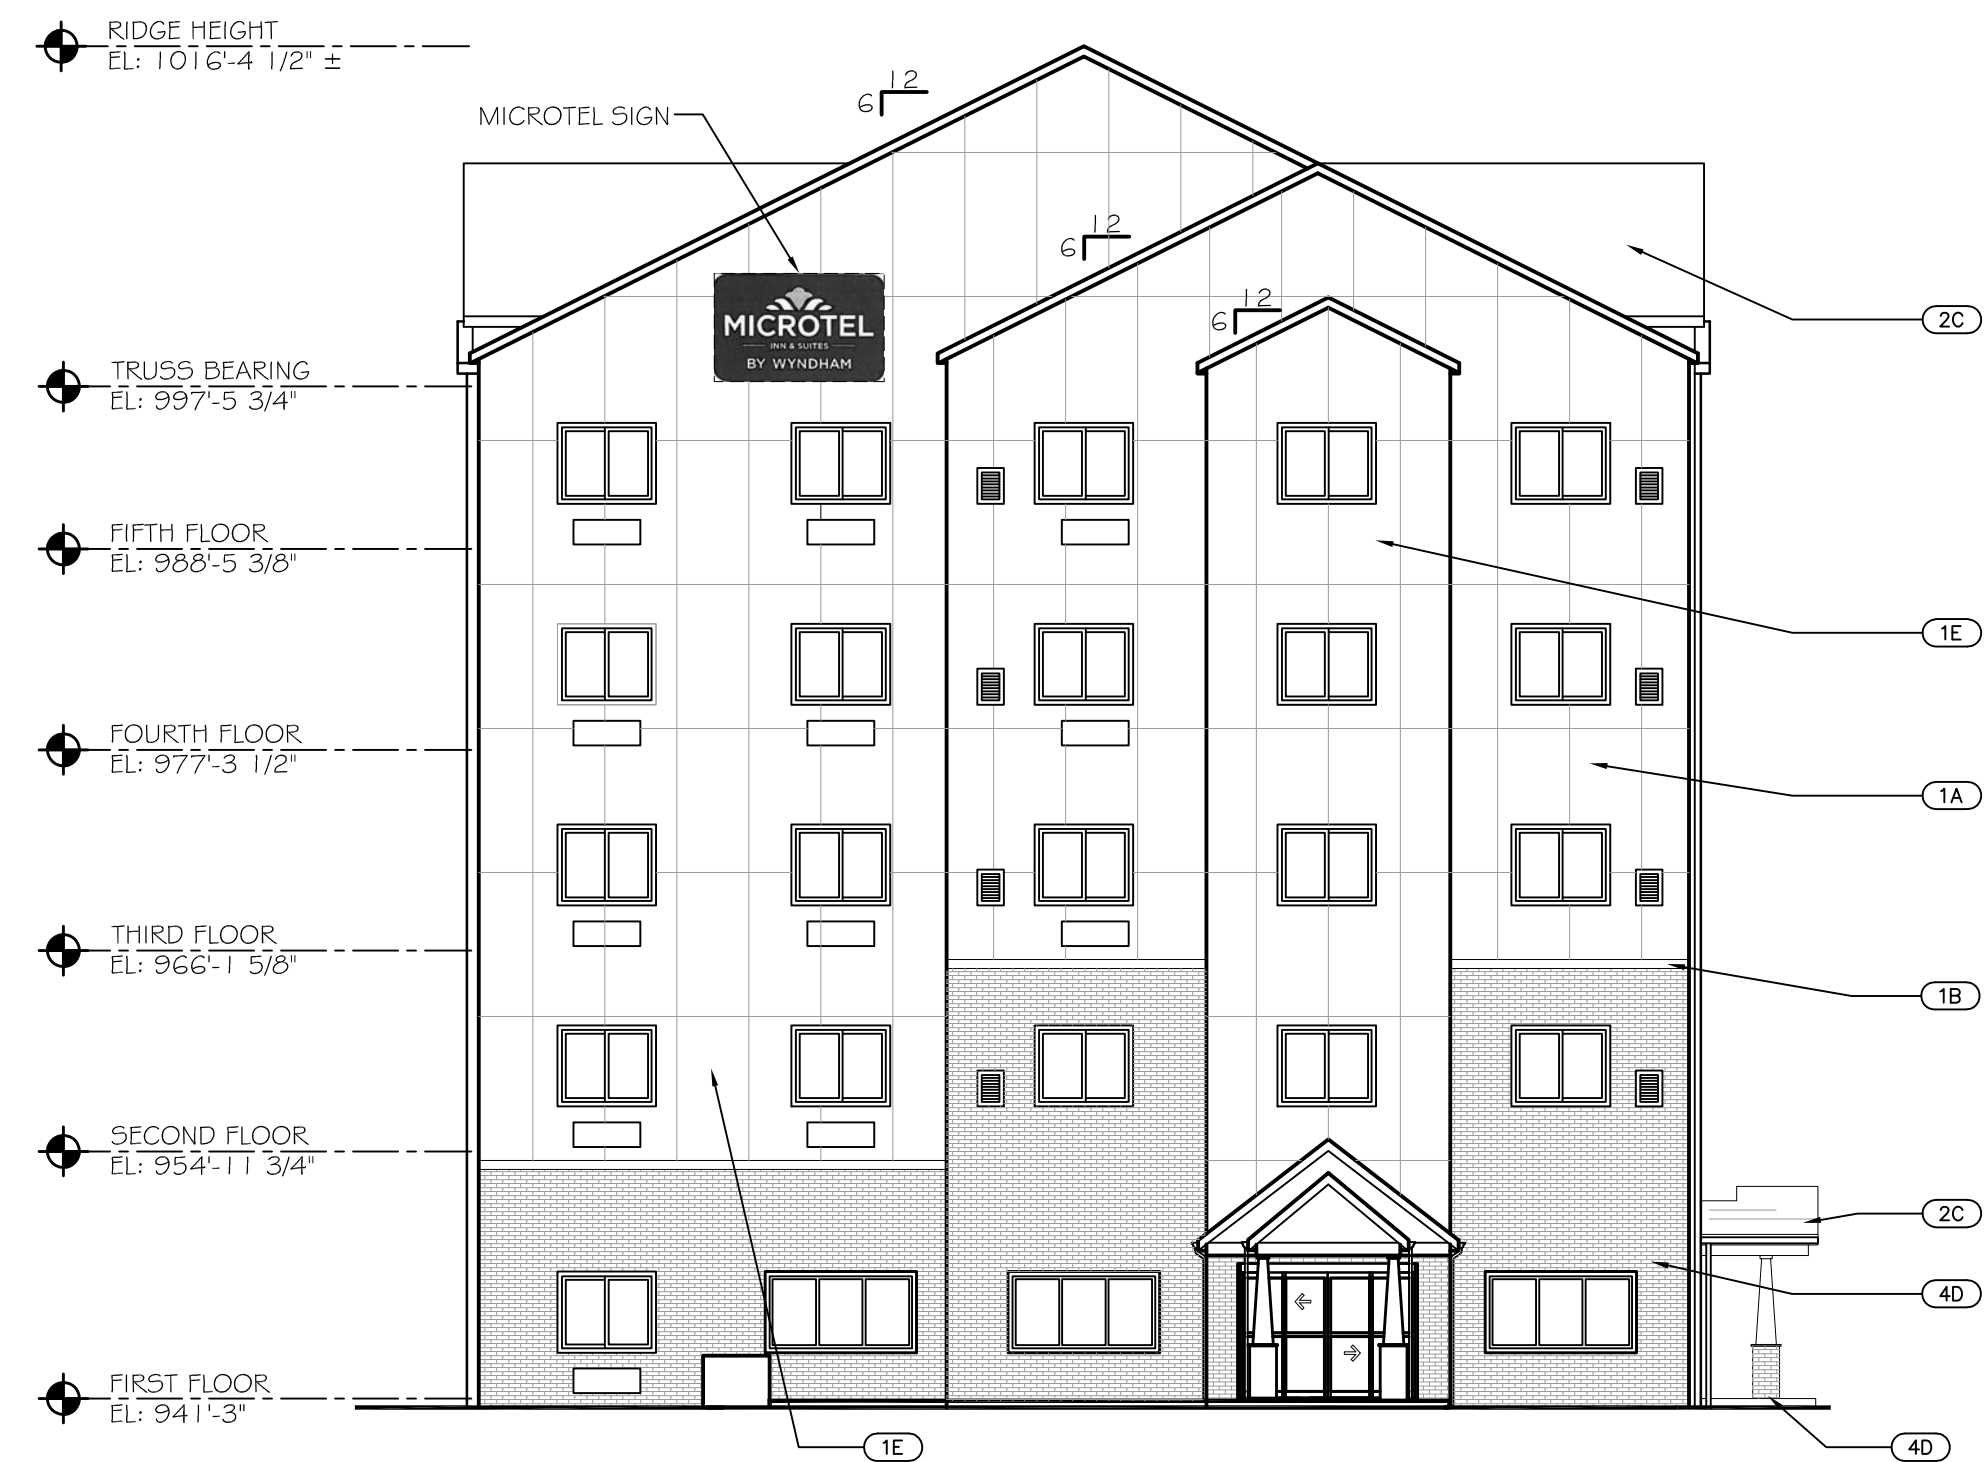 RIDGE HEIGHT
EL: 1016'-4 1/2" ±
12
6
MICROTEL SIGN
12
6
12
6
MICROTEL
INN & SUITES
BY WYNDHAM
2C
TRUSS BEARING
EL: 997'-5 3/4"
FIFTH FLOOR
EL: 988'-5 3/8"
1E
FOURTH FLOOR
EL: 977'-3 1/2"
1A
THIRD FLOOR
EL: 966'-1 5/8"
1B
SECOND FLOOR
EL: 954'-11 3/4"
2C
4D
FIRST FLOOR
EL: 941'-3"
1E
4D